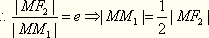 ∴ |MF₂| / |MM₁| = e ⇒ |MM₁| = 1/2 |MF₂|